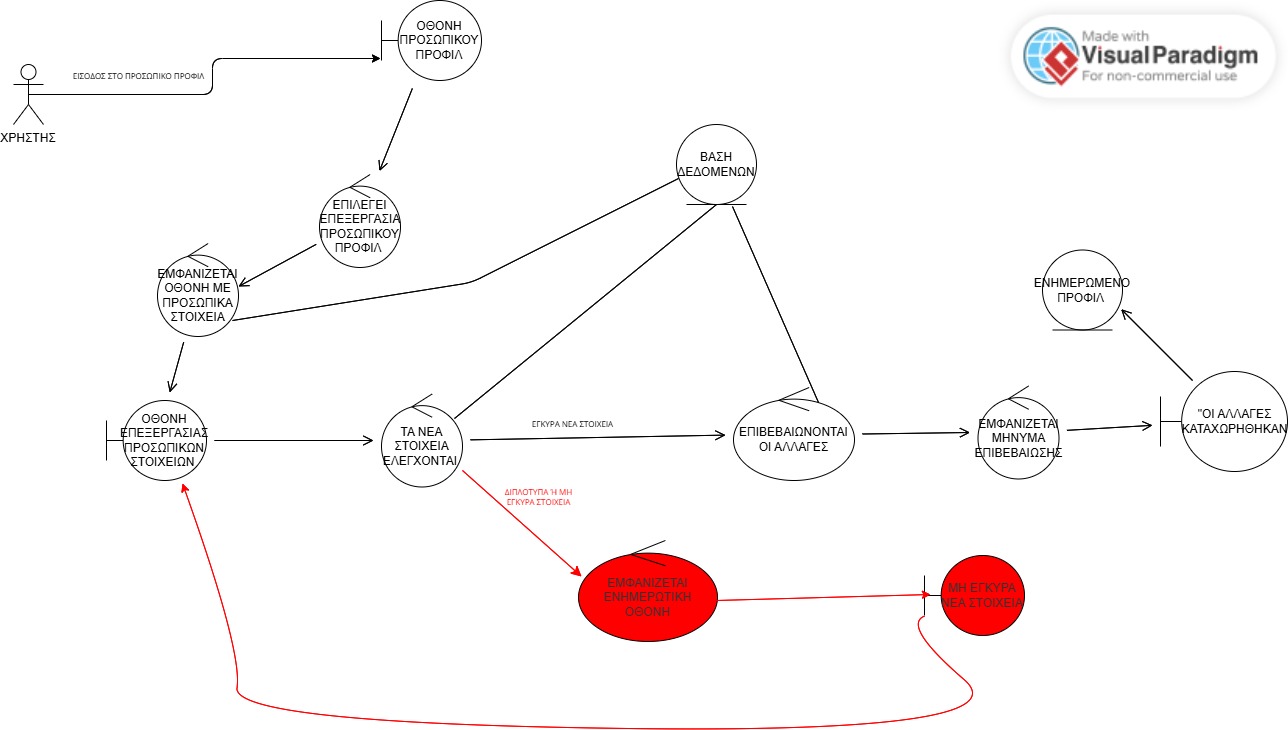 ΟΘΟΝΗ
ΠΡΟΣΩΠΙΚΟΥ
ΠΡΟΦΙΛ
Made with
Visual Paradigm
For non-commercial use
ΕΙΣΟΔΟΣ ΣΤΟ ΠΡΟΣΩΠΙΚΟ ΠΡΟΦΙΛ
ΧΡΗΣΤΗΣ
ΒΑΣΗ
ΔΕΔΟΜΕΝΩΝ
ΕΠΙΛΕΓΕΙ
ΕΠΕΞΕΡΓΑΣΙΑ
ΠΡΟΣΩΠΙΚΟΥ
ΠΡΟΦΙΛ
ΕΜΦΑΝΙΖΕΤΑΙ
ΟΘΟΝΗ ΜΕ
ΠΡΟΣΩΠΙΚΑ
ΣΤΟΙΧΕΙΑ
ΕΝΗΜΕΡΩΜΕΝΟ
ΠΡΟΦΙΛ
ΟΘΟΝΗ
ΕΠΕΞΕΡΓΑΣΙΑΣ
ΠΡΟΣΩΠΙΚΩΝ
ΣΤΟΙΧΕΙΩΝ
ΤΑ ΝΕΑ
ΣΤΟΙΧΕΙΑ
ΕΛΕΓΧΟΝΤΑΙ
ΕΓΚΥΡΑ ΝΕΑ ΣΤΟΙΧΕΙΑ
ΕΠΙΒΕΒΑΙΩΝΟΝΤΑΙ
ΟΙ ΑΛΛΑΓΕΣ
ΕΜΦΑΝΙΖΕΤΑΙ
ΜΗΝΥΜΑ
ΕΠΙΒΕΒΑΙΩΣΗΣ
"ΟΙ ΑΛΛΑΓΕΣ
ΚΑΤΑΧΩΡΗΘΗΚΑΝ
ΔΙΠΛΟΤΥΠΑ Ή ΜΗ
ΕΓΚΥΡΑ ΣΤΟΙΧΕΙΑ
ΕΜΦΑΝΙΖΕΤΑΙ
ΕΝΗΜΕΡΩΤΙΚΗ
ΟΘΟΝΗ
ΜΗ ΕΓΚΥΡΑ
ΝΕΑ ΣΤΟΙΧΕΙΑ